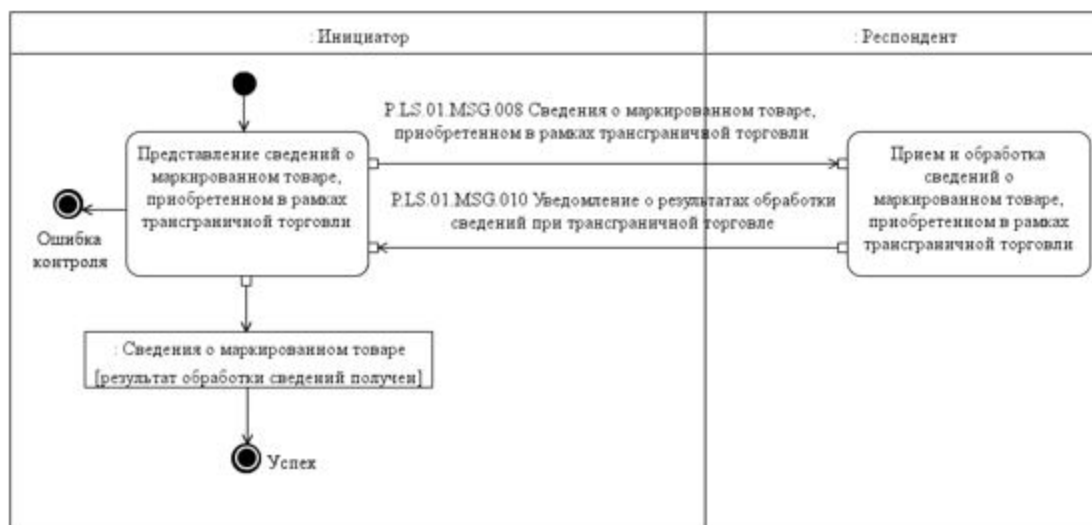 : Инициатор
: Респондент
P.LS.01.MSG.008 Сведения о маркированном товаре,
приобретенном в рамках трансграничной торговли
Представление сведений о
маркированном товаре,
приобретенном в рамках
трансграничной торговли
Прием и обработка
сведений о
маркированном товаре,
приобретенном в рамках
трансграничной торговли
P.LS.01.MSG.010 Уведомление о результатах обработки
сведений при трансграничной торговле
Ошибка
контроля
: Сведения о маркированном товаре
[результат обработки сведений получен]
Успех